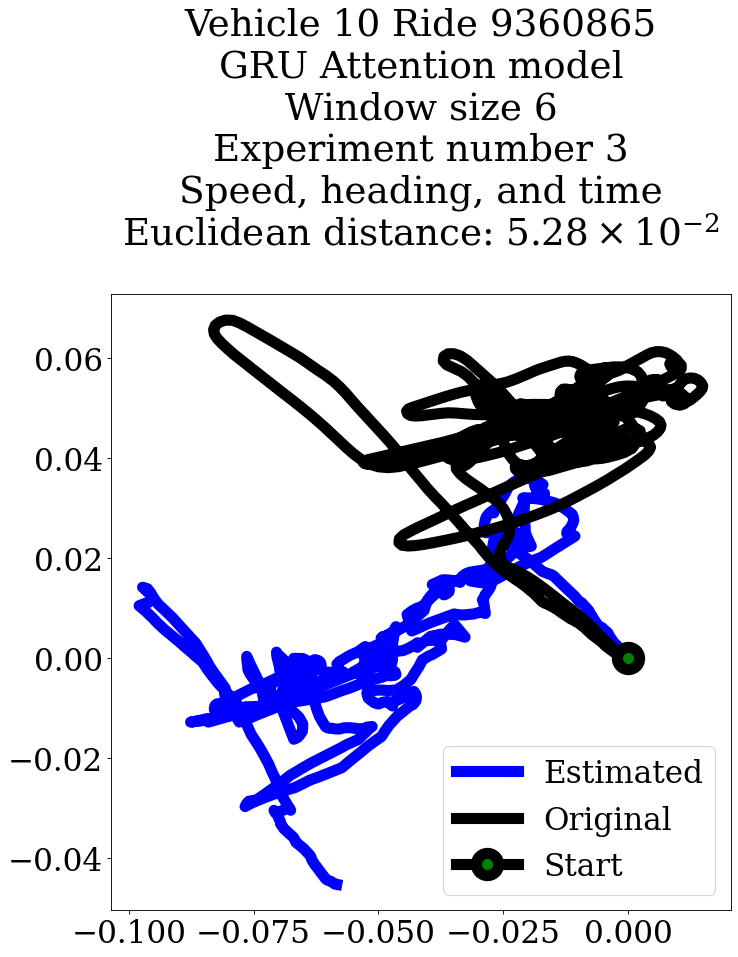 Vehicle 10 Ride 9360865
GRU Attention model
Window size 6
Experiment number 3
Speed, heading, and time
Euclidean distance: 5.28 × 10⁻²
0.06
0.04
0.02
0.00
−0.02
−0.04
Estimated
Original
Start
−0.100 −0.075 −0.050 −0.025 0.000